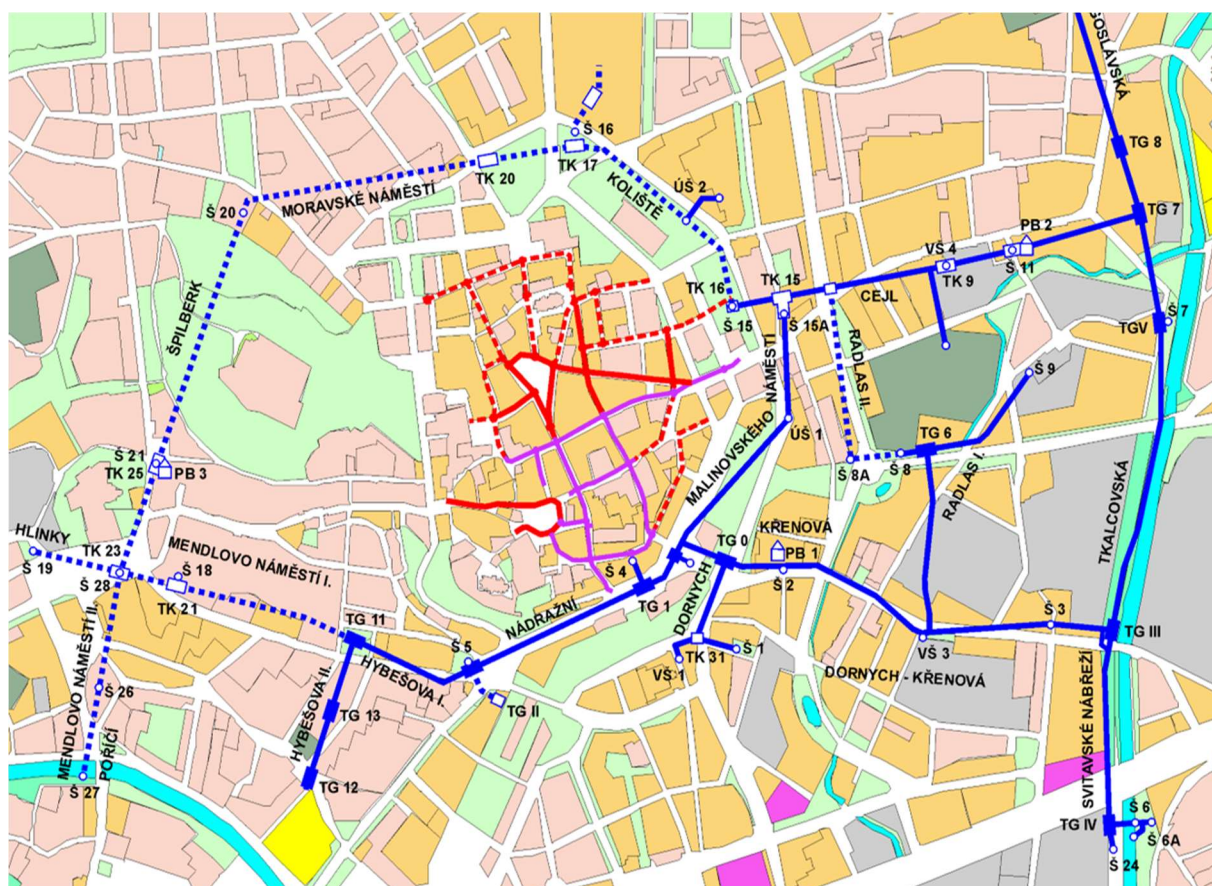 GOSLÁVSKÁ
Š 16
TG 8
TK 17
TK 20
KOLIŠTĚ
ÚŠ 2
MORAVSKÉ NÁMĚSTÍ
Š 20
TG 7
PB 2
VŠ 4
Š 11
TK 15
TK 16
CEJL
TK 9
Š 15
Š 15A
Š 7
TGV
ŠPILBERK
RADLAS II.
MALINOVSKÉHO NÁMĚSTÍ
Š 9
ÚŠ 1
TG 6
Š 21
TK 25
PB 3
Š 8A
Š 8
RADLAS I.
TKALCOVSKÁ
HLINKY
KŘENOVÁ
TG 0
PB 1
TK 23
MENDLOVO NÁMĚSTÍ I.
Š 19
Š 28
Š 18
TK 21
Š 4
TG 1
Š 2
DORNYCH
NÁDRAŽNÍ
Š 3
TG III
TG 11
VŠ 3
Š 5
HYBEŠOVA I.
VŠ 1
TK 31
Š 1
DORNYCH - KŘENOVÁ
MENDLOVO NÁMĚSTÍ II.
Š 26
POŘÍČÍ
HYBEŠOVA II.
TG 13
TG II
SVITAVSKÉ NÁBŘEŽÍ
Š 27
TG 12
TG IV
Š 6
Š 6A
Š 24